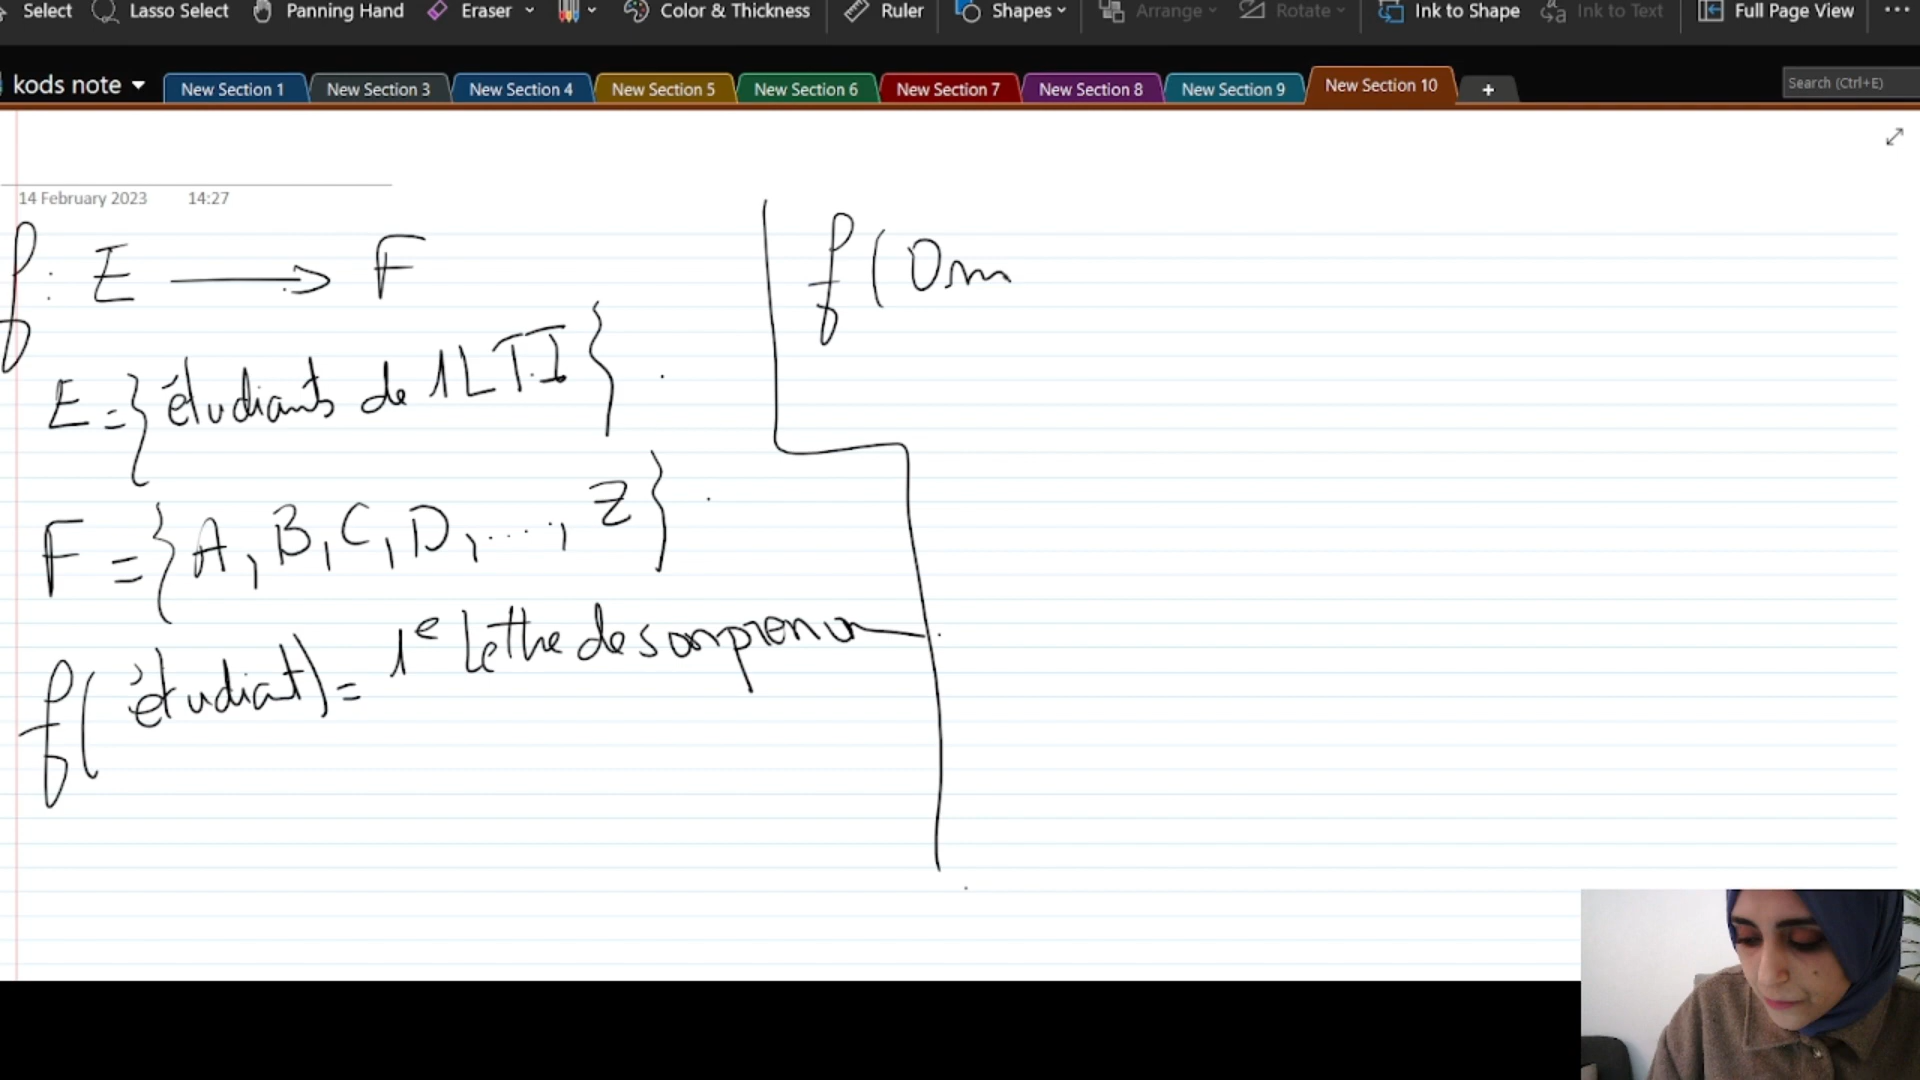 Select Lasso Select Panning Hand Eraser Color & Thickness Ruler Shapes Arrange Rotate Ink to Shape Ink to Text Full Page View
kods note New Section 1 New Section 3 New Section 4 New Section 5 New Section 6 New Section 7 New Section 8 New Section 9 New Section 10 + Search (Ctrl+E)
14 February 2023 14:27
f : E → F
E = { étudiants de 1LTI } .
F = { A, B, C, D, ..., Z } .
f( étudiant) = 1e Lettre de son prenom
f( Om